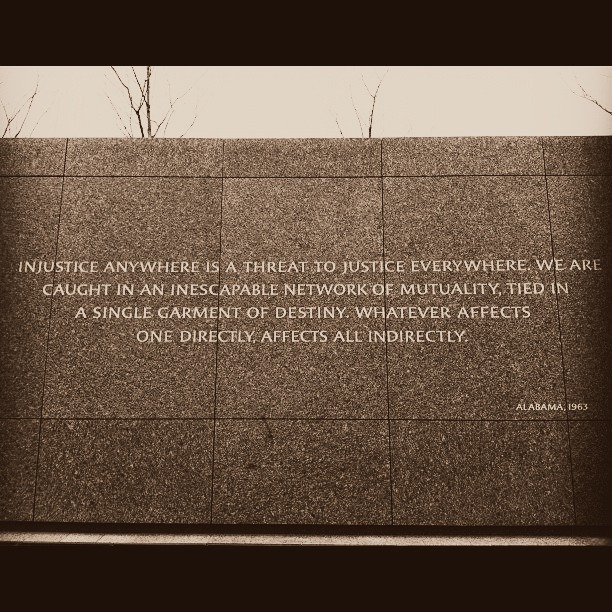 INJUSTICE ANYWHERE IS A THREAT TO JUSTICE EVERYWHERE. WE ARE
CAUGHT IN AN INESCAPABLE NETWORK OF MUTUALITY, TIED IN
A SINGLE GARMENT OF DESTINY. WHATEVER AFFECTS
ONE DIRECTLY, AFFECTS ALL INDIRECTLY.
ALABAMA, 1963